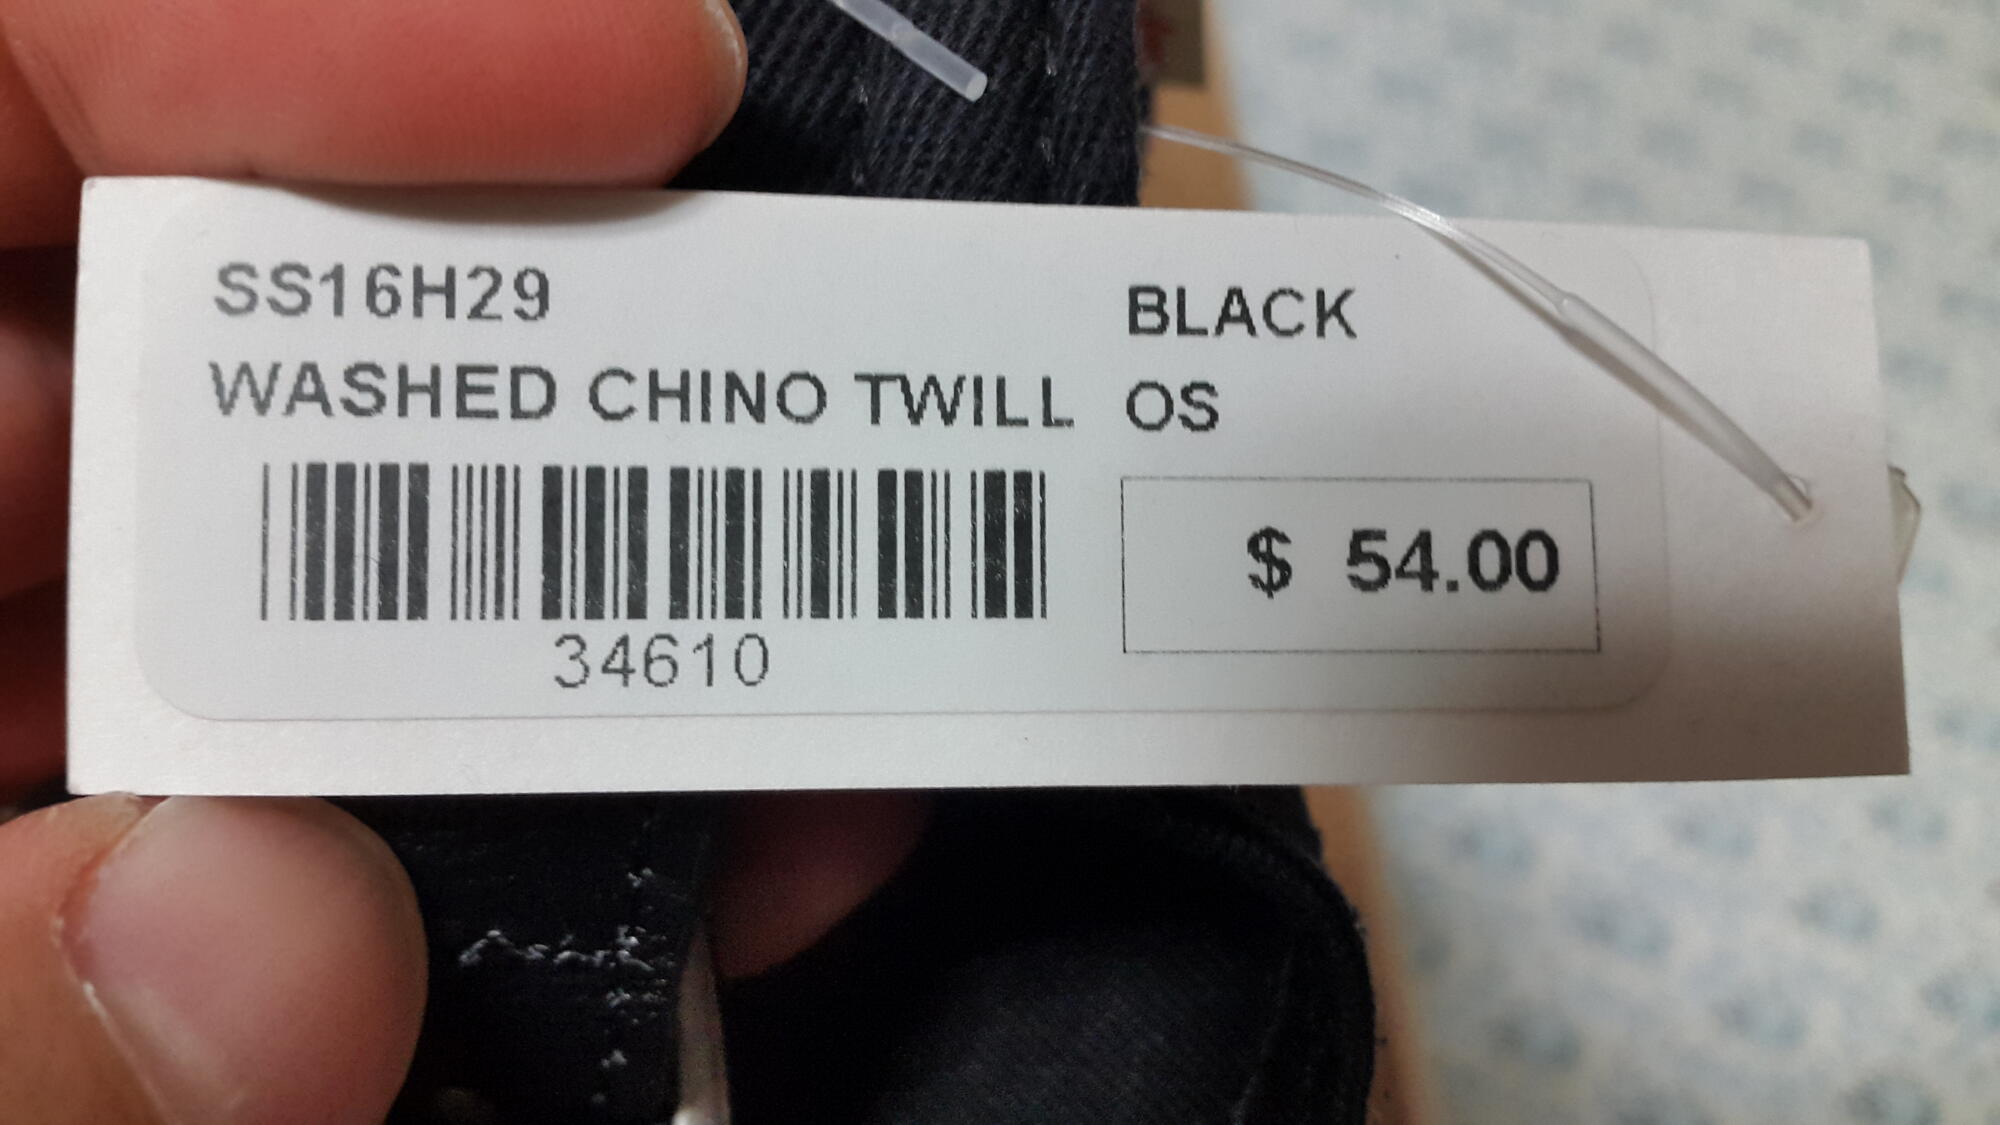 SS16H29
WASHED CHINO TWILL
BLACK
OS
$ 54.00
34610